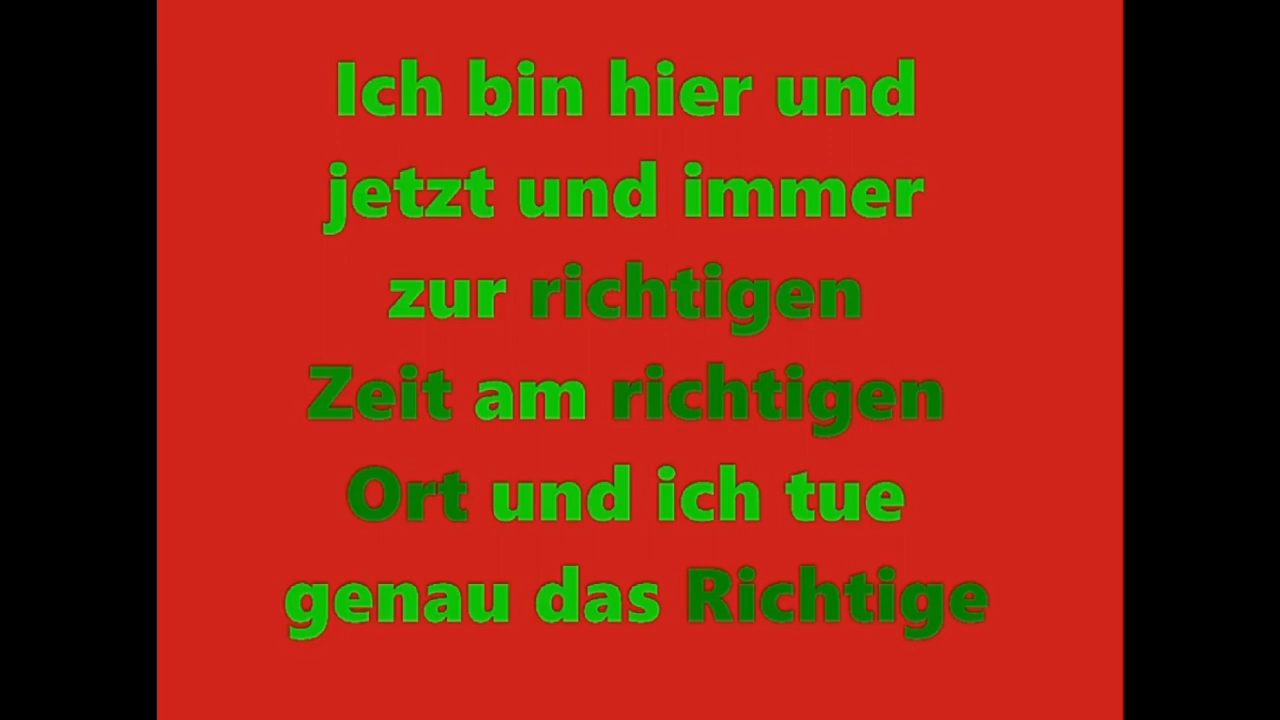 Ich bin hier und
jetzt und immer
zur richtigen
Zeit am richtigen
Ort und ich tue
genau das Richtige